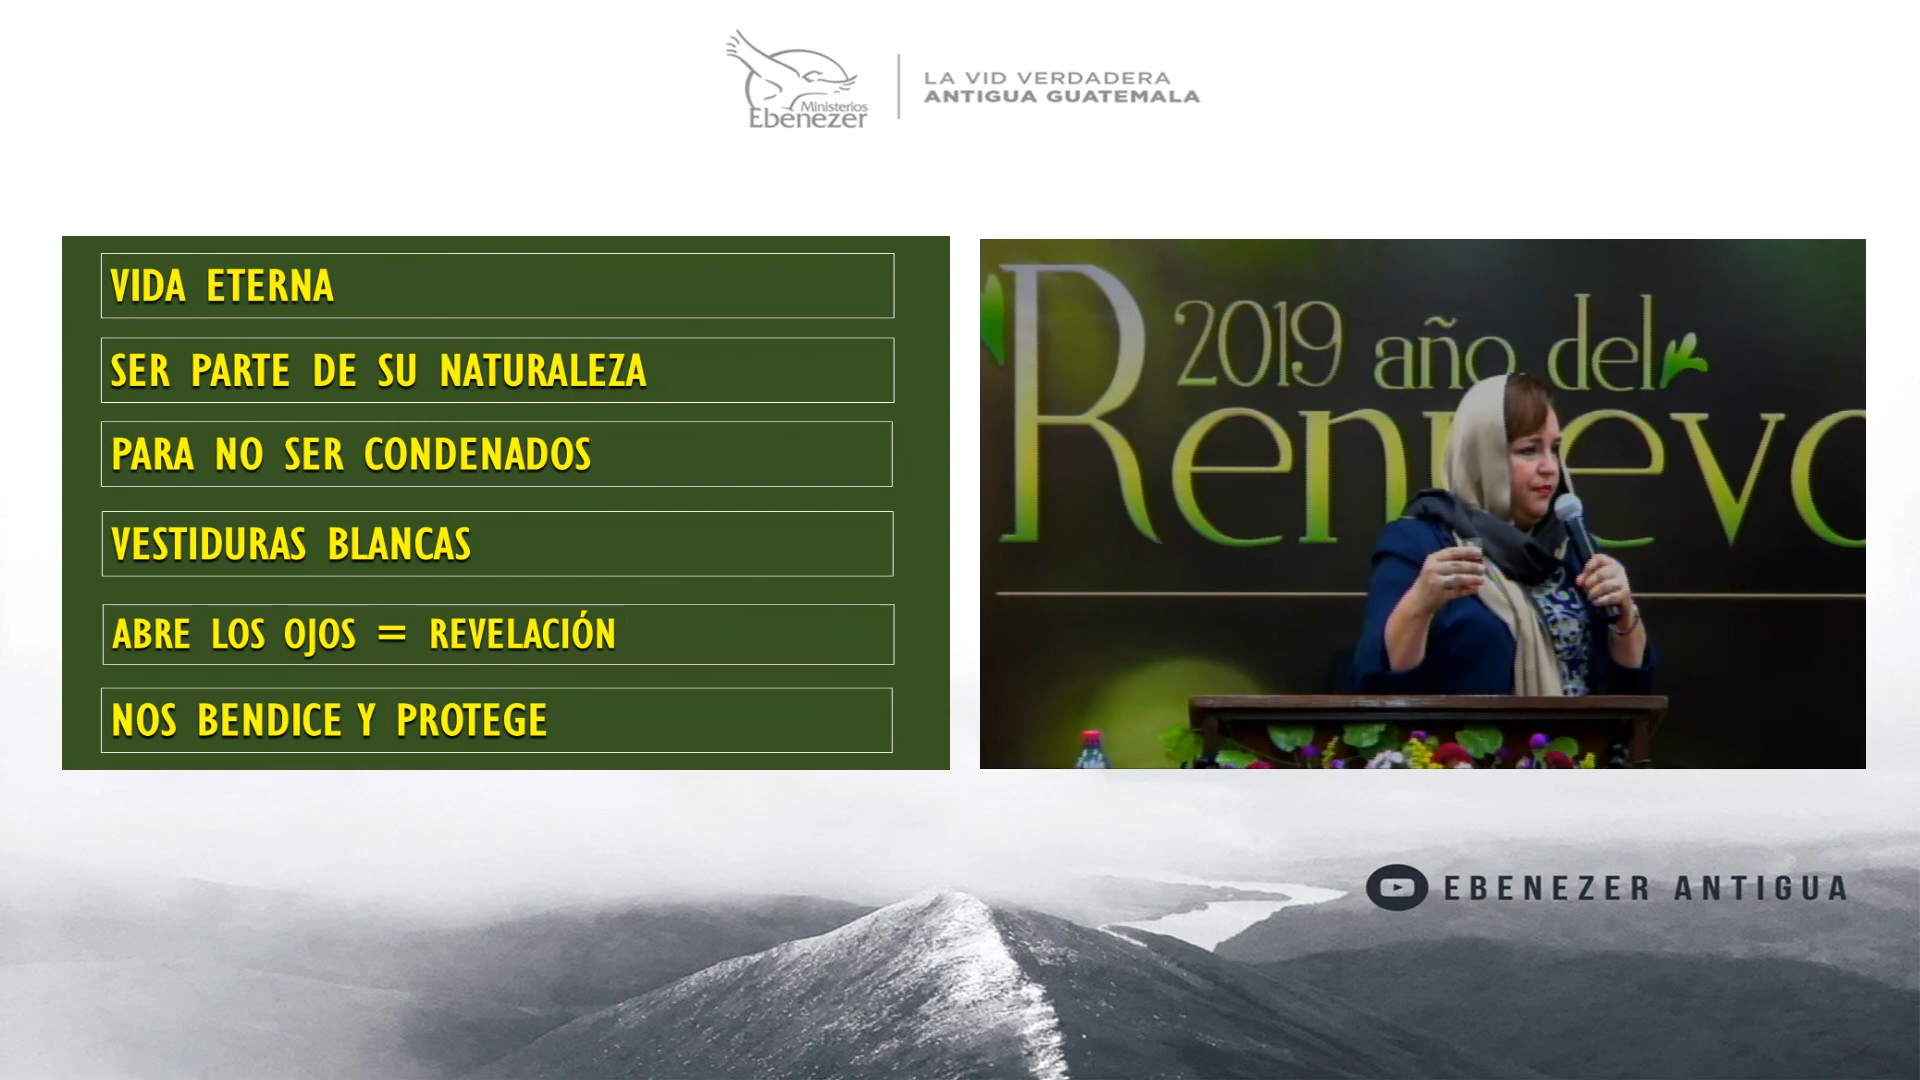 Ministerios
Ebenezer
LA VID VERDADERA
ANTIGUA GUATEMALA
VIDA ETERNA
SER PARTE DE SU NATURALEZA
PARA NO SER CONDENADOS
VESTIDURAS BLANCAS
ABRE LOS OJOS = REVELACIÓN
NOS BENDICE Y PROTEGE
2019 año del
Renuevo
EBENEZER ANTIGUA